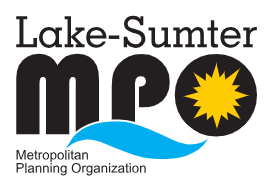 Lake-Sumter
MPO
Metropolitan
Planning Organization